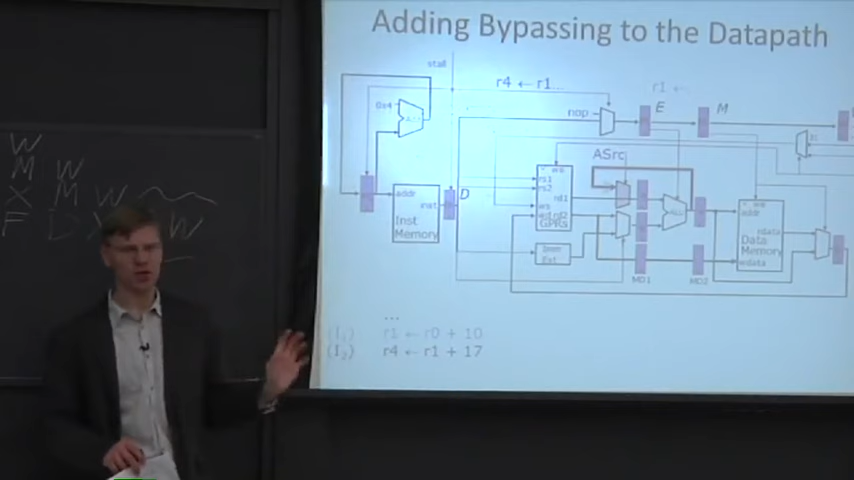 Adding Bypassing to the Datapath
stall
r4 ← r1...
r1 ←
E
M
0x4
nop
ASrc
D
addr
inst
Inst
Memory
we
rs1
rs2
rd1
ws
wd rd2
GPRs
Imm
Ext
ALU
we
addr
rdata
Data
Memory
wdata
MD1
MD2
...
(I₁) r1 ← r0 + 10
(I₂) r4 ← r1 + 17
W
M W
X M W
F D X W